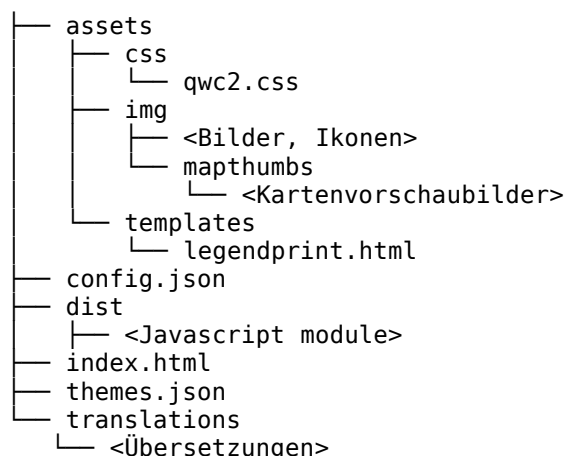 ├── assets
│   ├── css
│   │   └── qwc2.css
│   ├── img
│   │   ├── <Bilder, Ikonen>
│   │   └── mapthumbs
│   │       └── <Kartenvorschaubilder>
│   └── templates
│       └── legendprint.html
├── config.json
├── dist
│   ├── <Javascript module>
├── index.html
├── themes.json
└── translations
    └── <Übersetzungen>